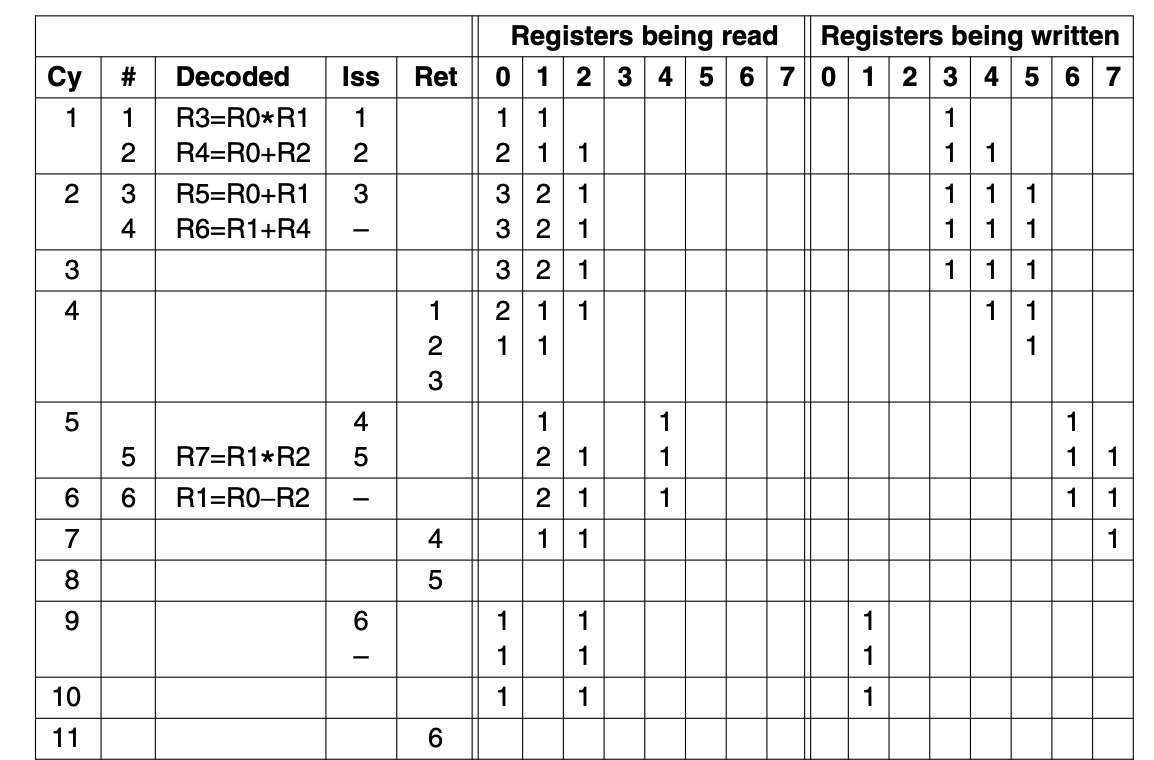 Registers being read Registers being written
Cy # Decoded Iss Ret 0 1 2 3 4 5 6 7 0 1 2 3 4 5 6 7
1 1 R3=R0*R1 1 1 1 1
2 R4=R0+R2 2 2 1 1 1 1
2 3 R5=R0+R1 3 3 2 1 1 1 1
4 R6=R1+R4 – 3 2 1 1 1 1
3 3 2 1 1 1 1
4 1 2 1 1 1 1
2 1 1 1
3
5 4 1 1 1
5 R7=R1*R2 5 2 1 1 1 1
6 6 R1=R0–R2 – 2 1 1 1 1
7 4 1 1 1
8 5
9 6 1 1 1
– 1 1 1
10 1 1 1
11 6